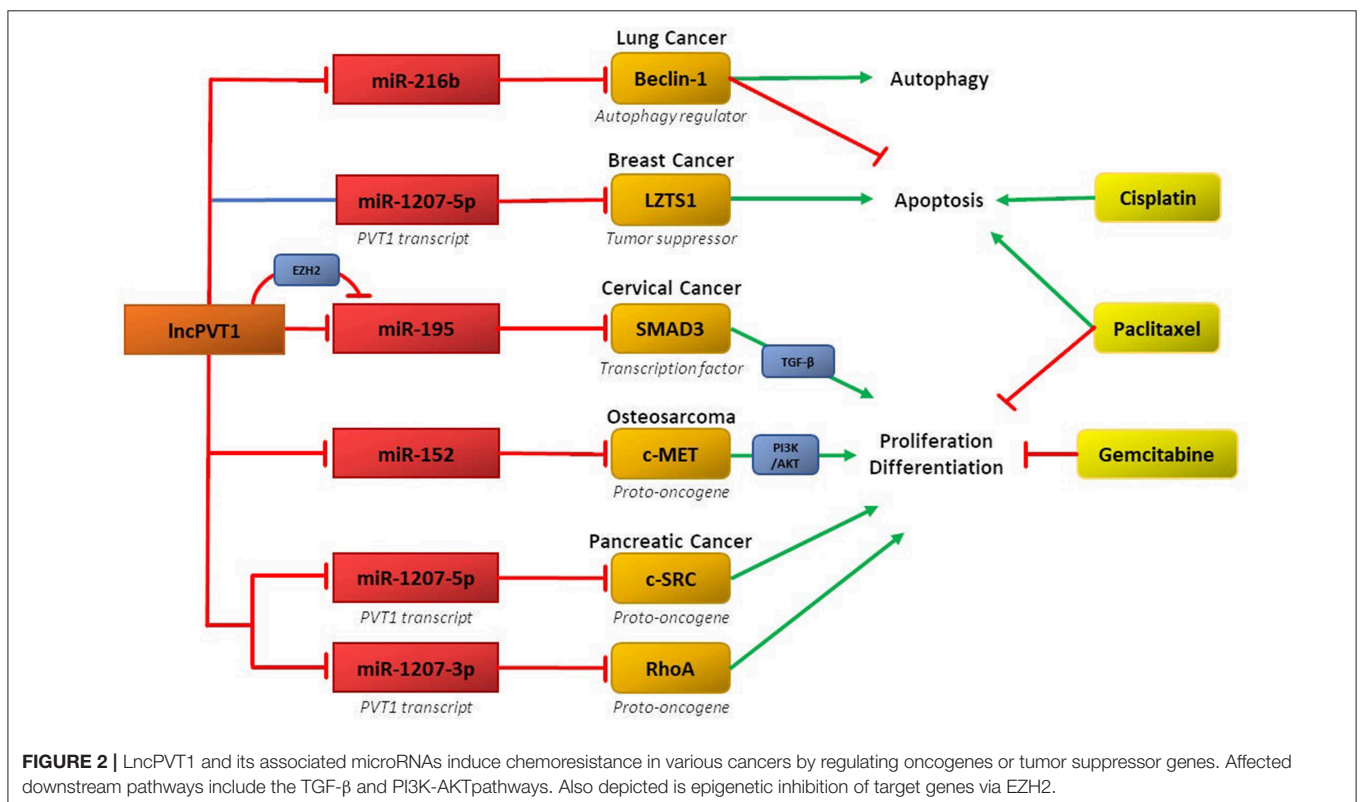 Lung Cancer
miR-216b
Beclin-1
Autophagy
Autophagy regulator
Breast Cancer
miR-1207-5p
LZTS1
Apoptosis
Cisplatin
PVT1 transcript
Tumor suppressor
EZH2
Cervical Cancer
lncPVT1
miR-195
SMAD3
Paclitaxel
Transcription factor
TGF-β
Osteosarcoma
miR-152
c-MET
PI3K
/AKT
Proliferation
Differentiation
Gemcitabine
Proto-oncogene
Pancreatic Cancer
miR-1207-5p
c-SRC
PVT1 transcript
Proto-oncogene
miR-1207-3p
RhoA
PVT1 transcript
Proto-oncogene
FIGURE 2 | LncPVT1 and its associated microRNAs induce chemoresistance in various cancers by regulating oncogenes or tumor suppressor genes. Affected
downstream pathways include the TGF-β and PI3K-AKTpathways. Also depicted is epigenetic inhibition of target genes via EZH2.